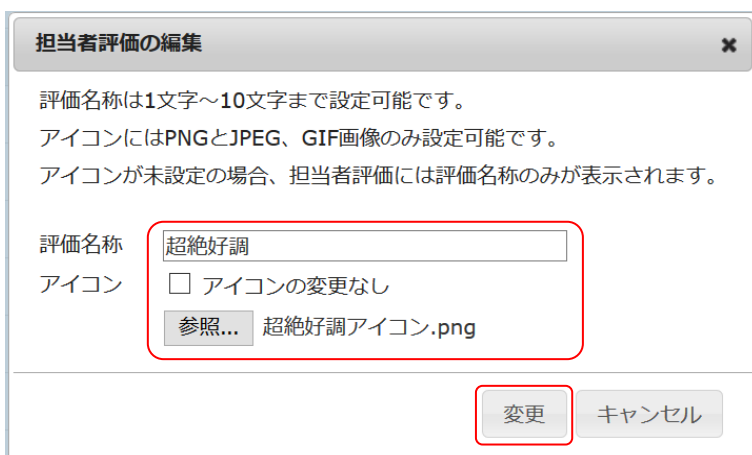 担当者評価の編集
評価名称は1文字～10文字まで設定可能です。
アイコンにはPNGとJPEG、GIF画像のみ設定可能です。
アイコンが未設定の場合、担当者評価には評価名称のみが表示されます。
評価名称 超絶好調
アイコン アイコンの変更なし
参照... 超絶好調アイコン.png
変更 キャンセル